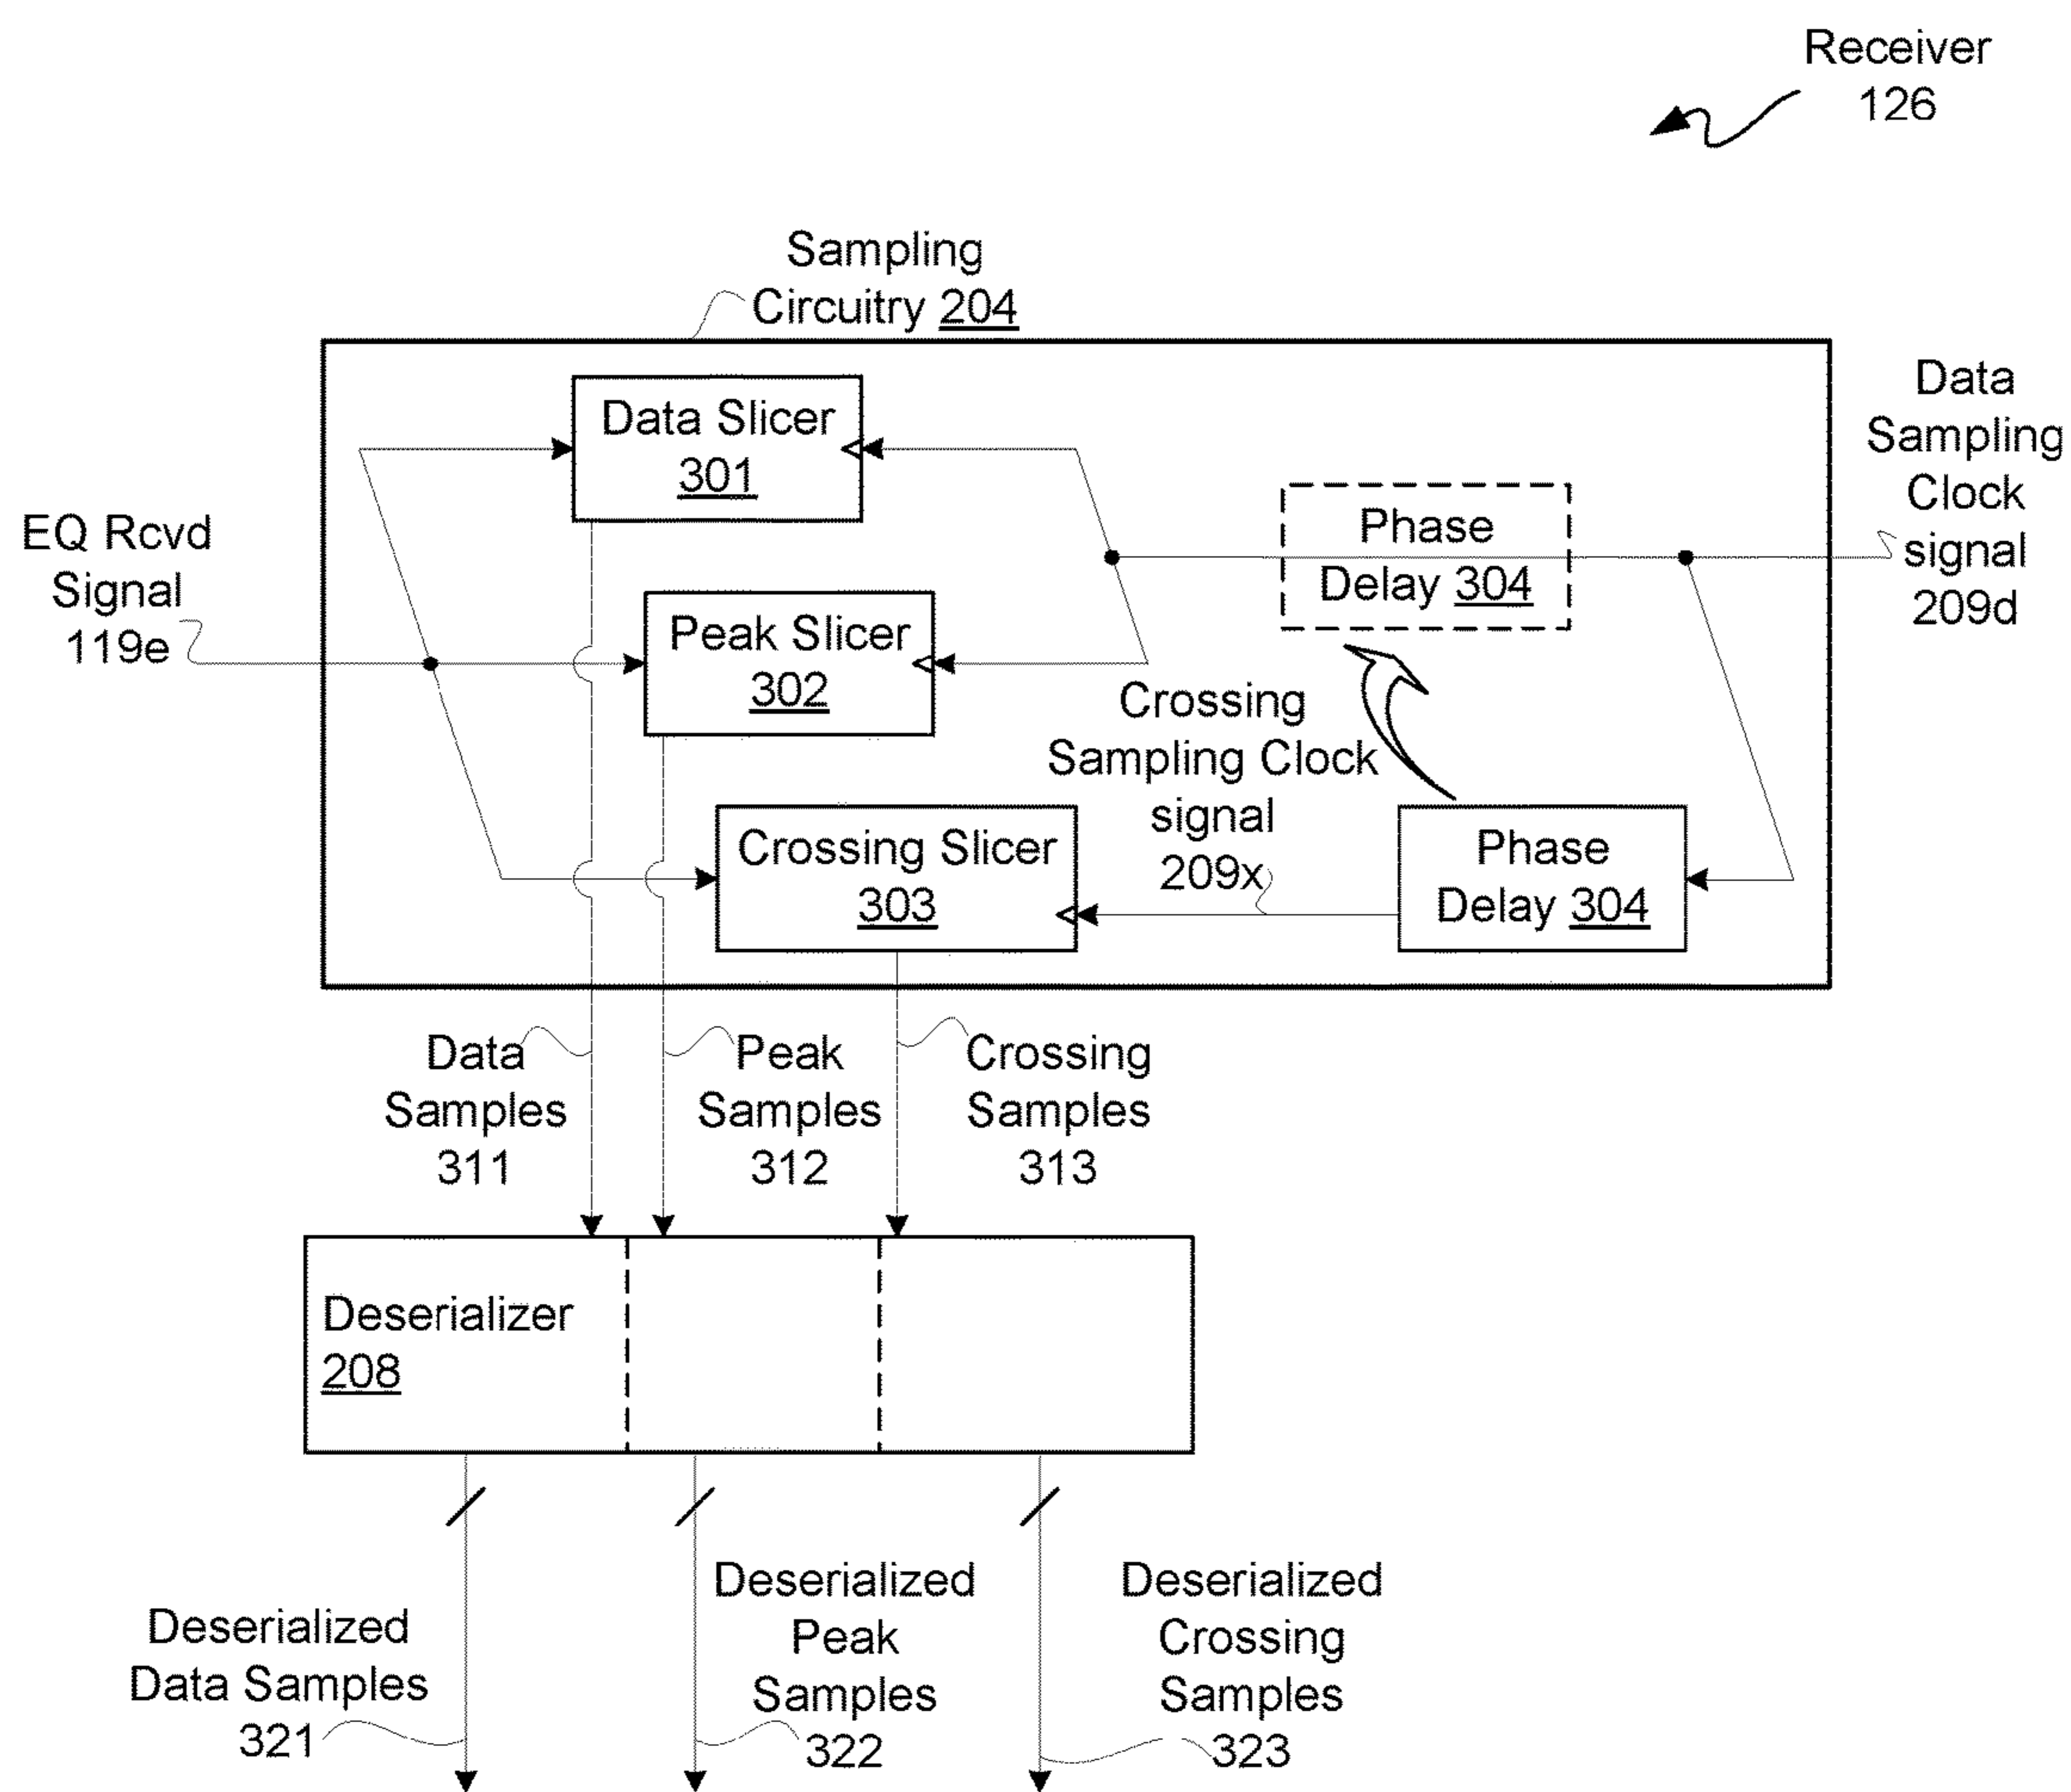 Receiver
126
Sampling
Circuitry 204
Data
Sampling
Clock
signal
209d
Data Slicer
301
Phase
Delay 304
EQ Rcvd
Signal
119e
Peak Slicer
302
Crossing
Sampling Clock
signal
209x
Crossing Slicer
303
Phase
Delay 304
Data
Samples
311
Peak
Samples
312
Crossing
Samples
313
Deserializer
208
Deserialized
Data Samples
321
Deserialized
Peak
Samples
322
Deserialized
Crossing
Samples
323